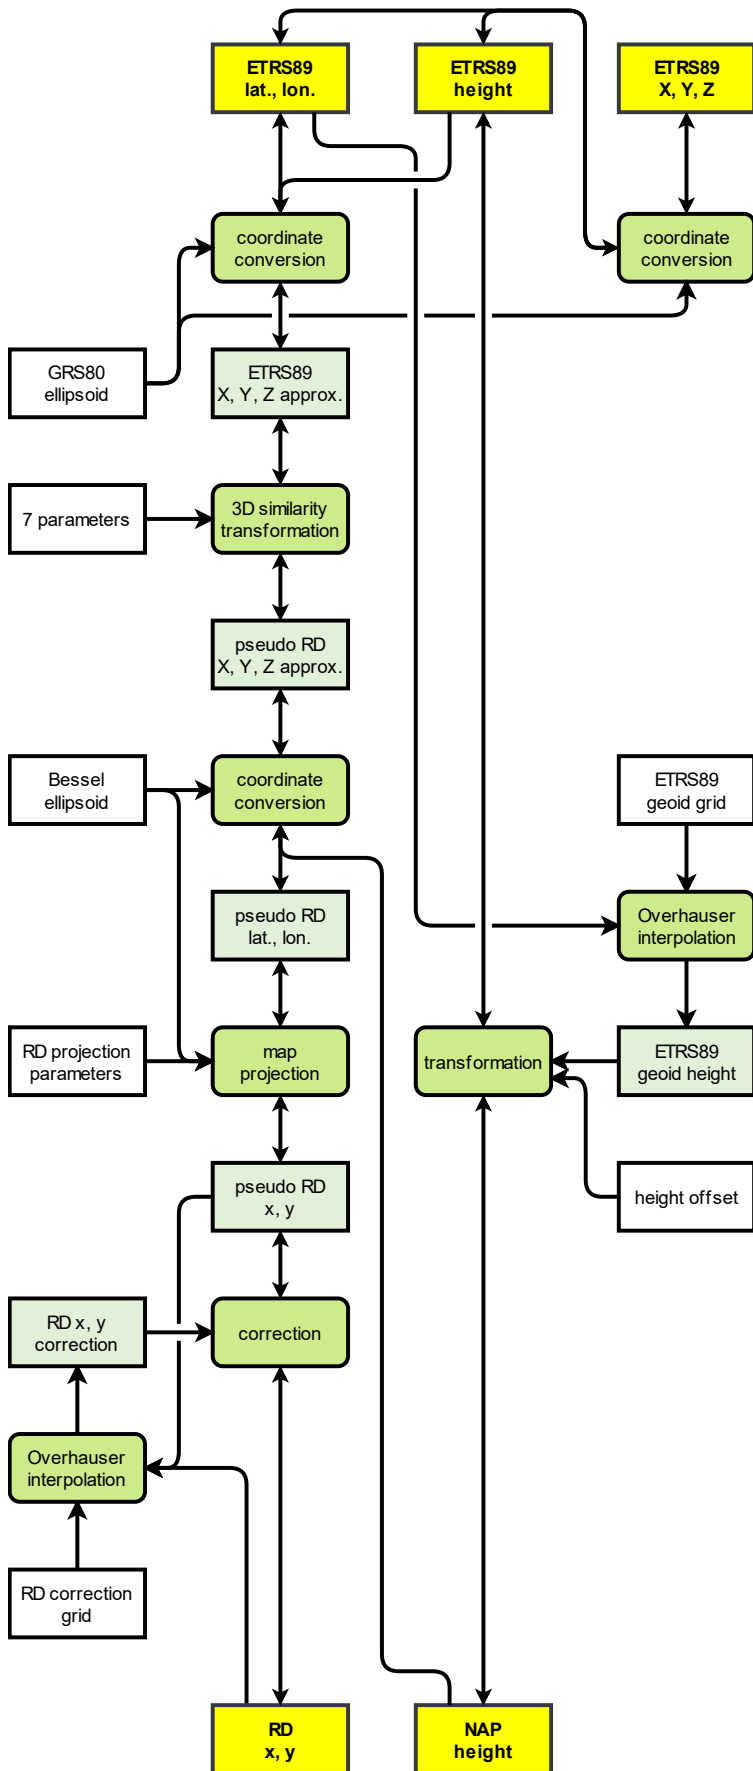 ETRS89
lat., lon.
ETRS89
height
ETRS89
X, Y, Z
coordinate
conversion
coordinate
conversion
GRS80
ellipsoid
ETRS89
X, Y, Z approx.
7 parameters
3D similarity
transformation
pseudo RD
X, Y, Z approx.
Bessel
ellipsoid
coordinate
conversion
ETRS89
geoid grid
pseudo RD
lat., lon.
Overhauser
interpolation
RD projection
parameters
map
projection
transformation
ETRS89
geoid height
pseudo RD
x, y
height offset
RD x, y
correction
correction
Overhauser
interpolation
RD correction
grid
RD
x, y
NAP
height